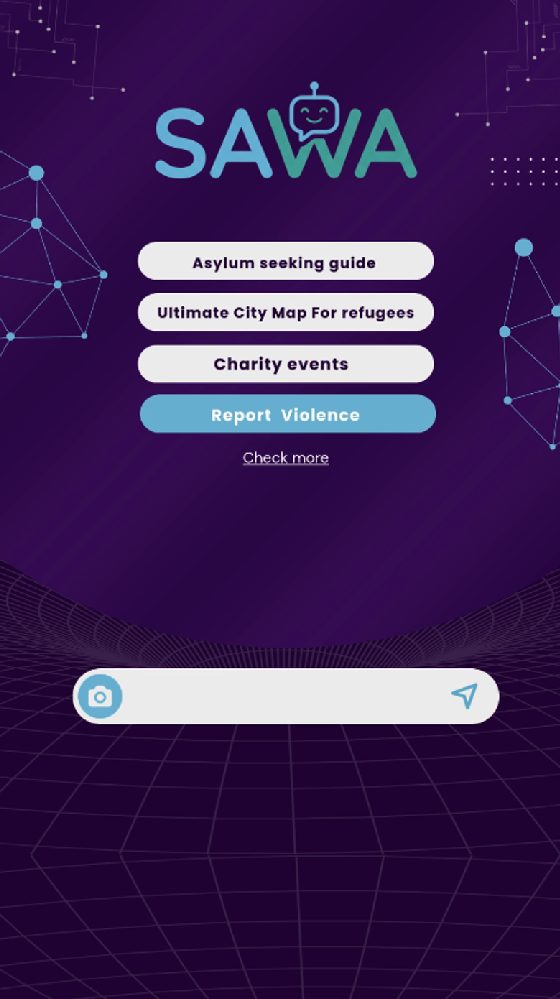 SAWA
Asylum seeking guide
Ultimate City Map For refugees
Charity events
Report Violence
Check more